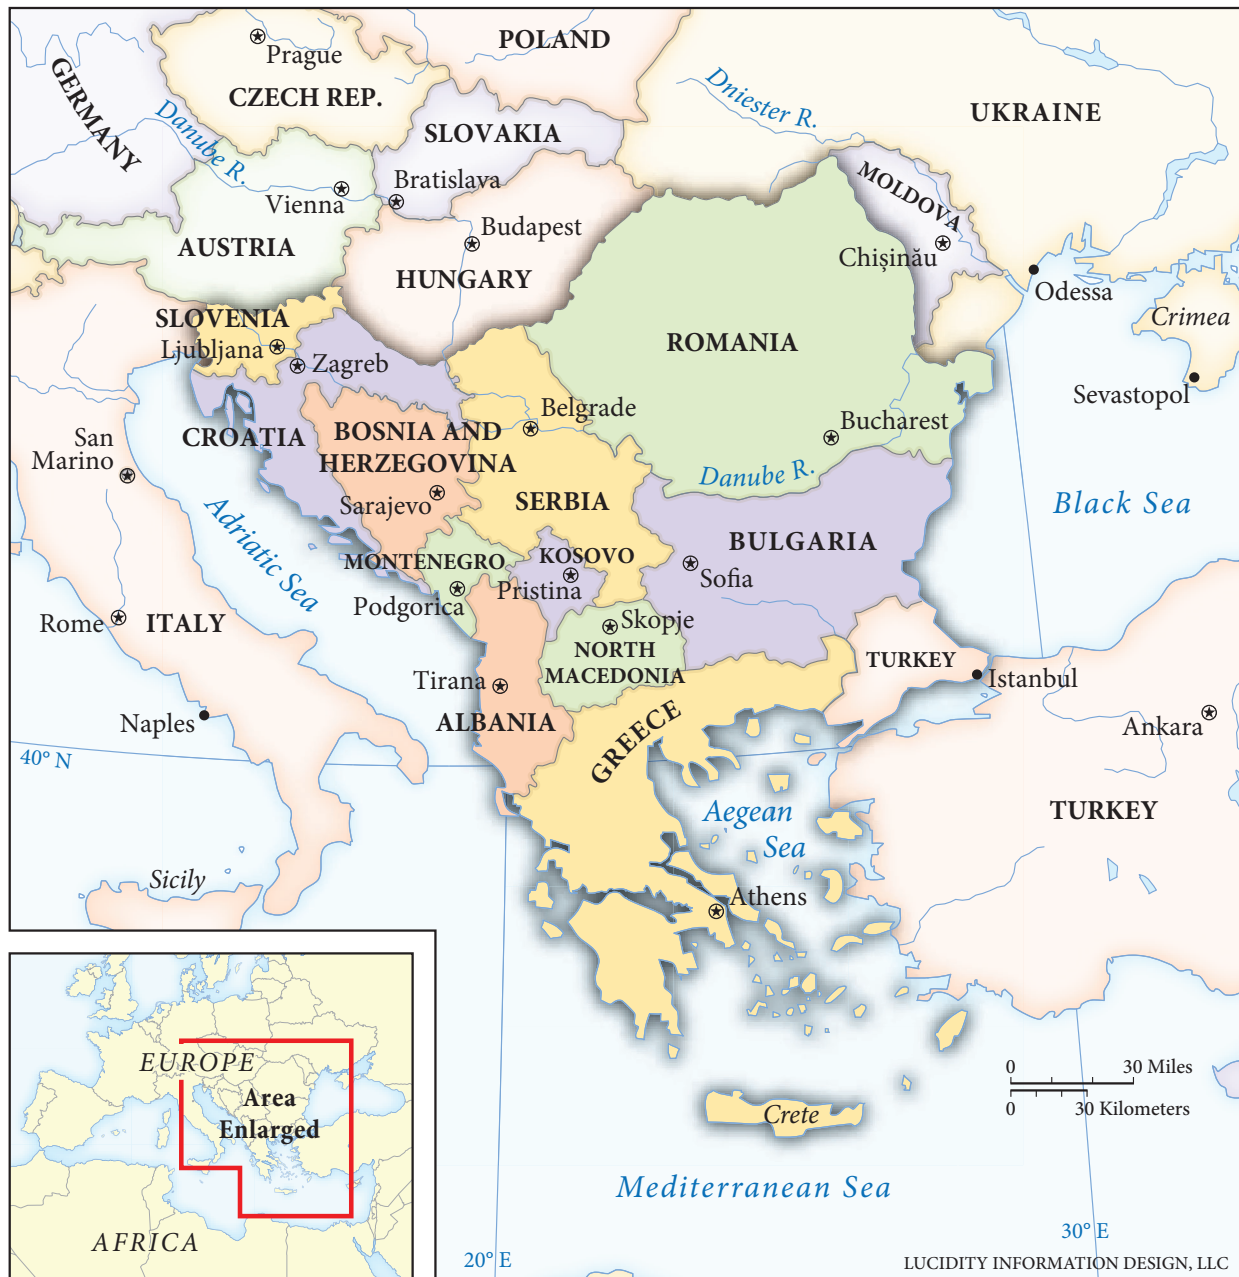 POLAND
Prague
CZECH REP.
GERMANY
Danube R.
Dniester R.
UKRAINE
SLOVAKIA
Bratislava
Vienna
MOLDOVA
Budapest
AUSTRIA
Chișinău
HUNGARY
Odessa
SLOVENIA
Crimea
Ljubljana
ROMANIA
Zagreb
Sevastopol
Belgrade
Bucharest
CROATIA
BOSNIA AND
HERZEGOVINA
San
Marino
Danube R.
Sarajevo
SERBIA
Black Sea
Adriatic Sea
BULGARIA
MONTENEGRO
KOSOVO
Sofia
Pristina
Podgorica
Rome
ITALY
Skopje
NORTH
MACEDONIA
TURKEY
Tirana
Istanbul
Naples
ALBANIA
GREECE
Ankara
40° N
TURKEY
Aegean
Sea
Sicily
Athens
EUROPE
Area
Enlarged
0 30 Miles
0 30 Kilometers
Crete
Mediterranean Sea
AFRICA
20° E
30° E
LUCIDITY INFORMATION DESIGN, LLC